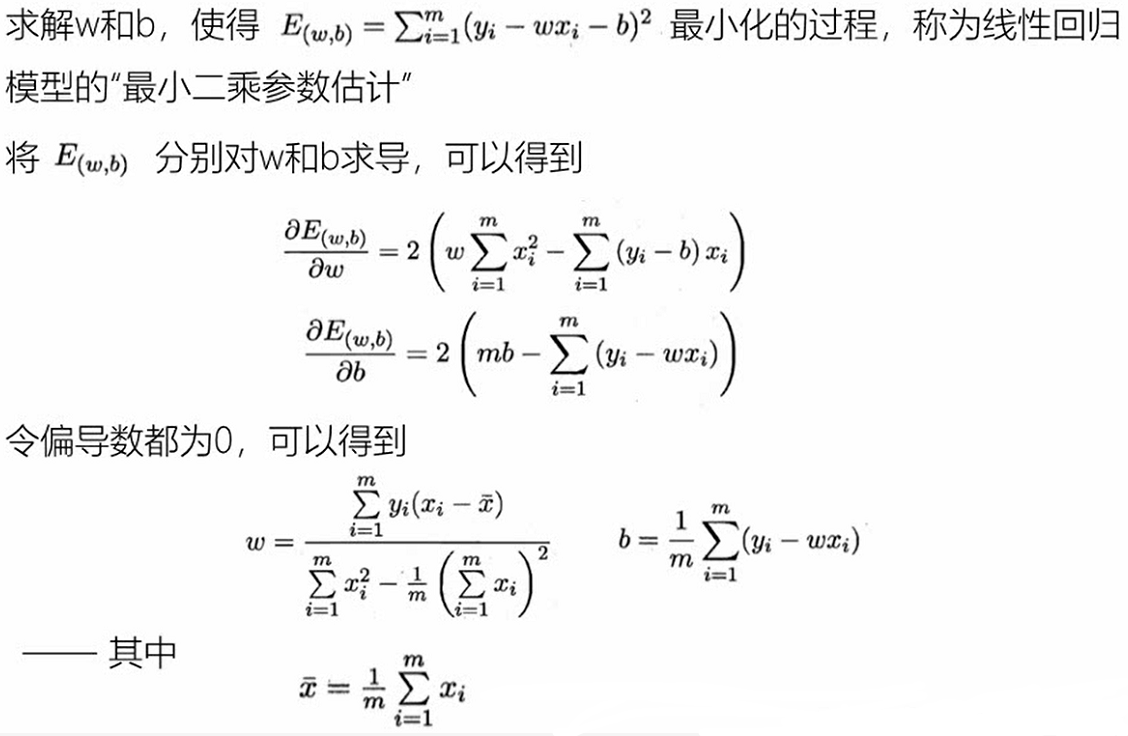 求解w和b，使得 E_{(w,b)} = \sum_{i=1}^{m}(y_i - wx_i - b)^2 最小化的过程，称为线性回归
模型的“最小二乘参数估计”
将 E_{(w,b)} 分别对w和b求导，可以得到
\frac{\partial E_{(w,b)}}{\partial w} = 2\left(w\sum_{i=1}^{m}x_i^2 - \sum_{i=1}^{m}(y_i - b)x_i\right)
\frac{\partial E_{(w,b)}}{\partial b} = 2\left(mb - \sum_{i=1}^{m}(y_i - wx_i)\right)
令偏导数都为0，可以得到
w = \frac{\sum_{i=1}^{m}y_i(x_i - \bar{x})}{\sum_{i=1}^{m}x_i^2 - \frac{1}{m}\left(\sum_{i=1}^{m}x_i\right)^2} b = \frac{1}{m}\sum_{i=1}^{m}(y_i - wx_i)
—— 其中
\bar{x} = \frac{1}{m}\sum_{i=1}^{m}x_i